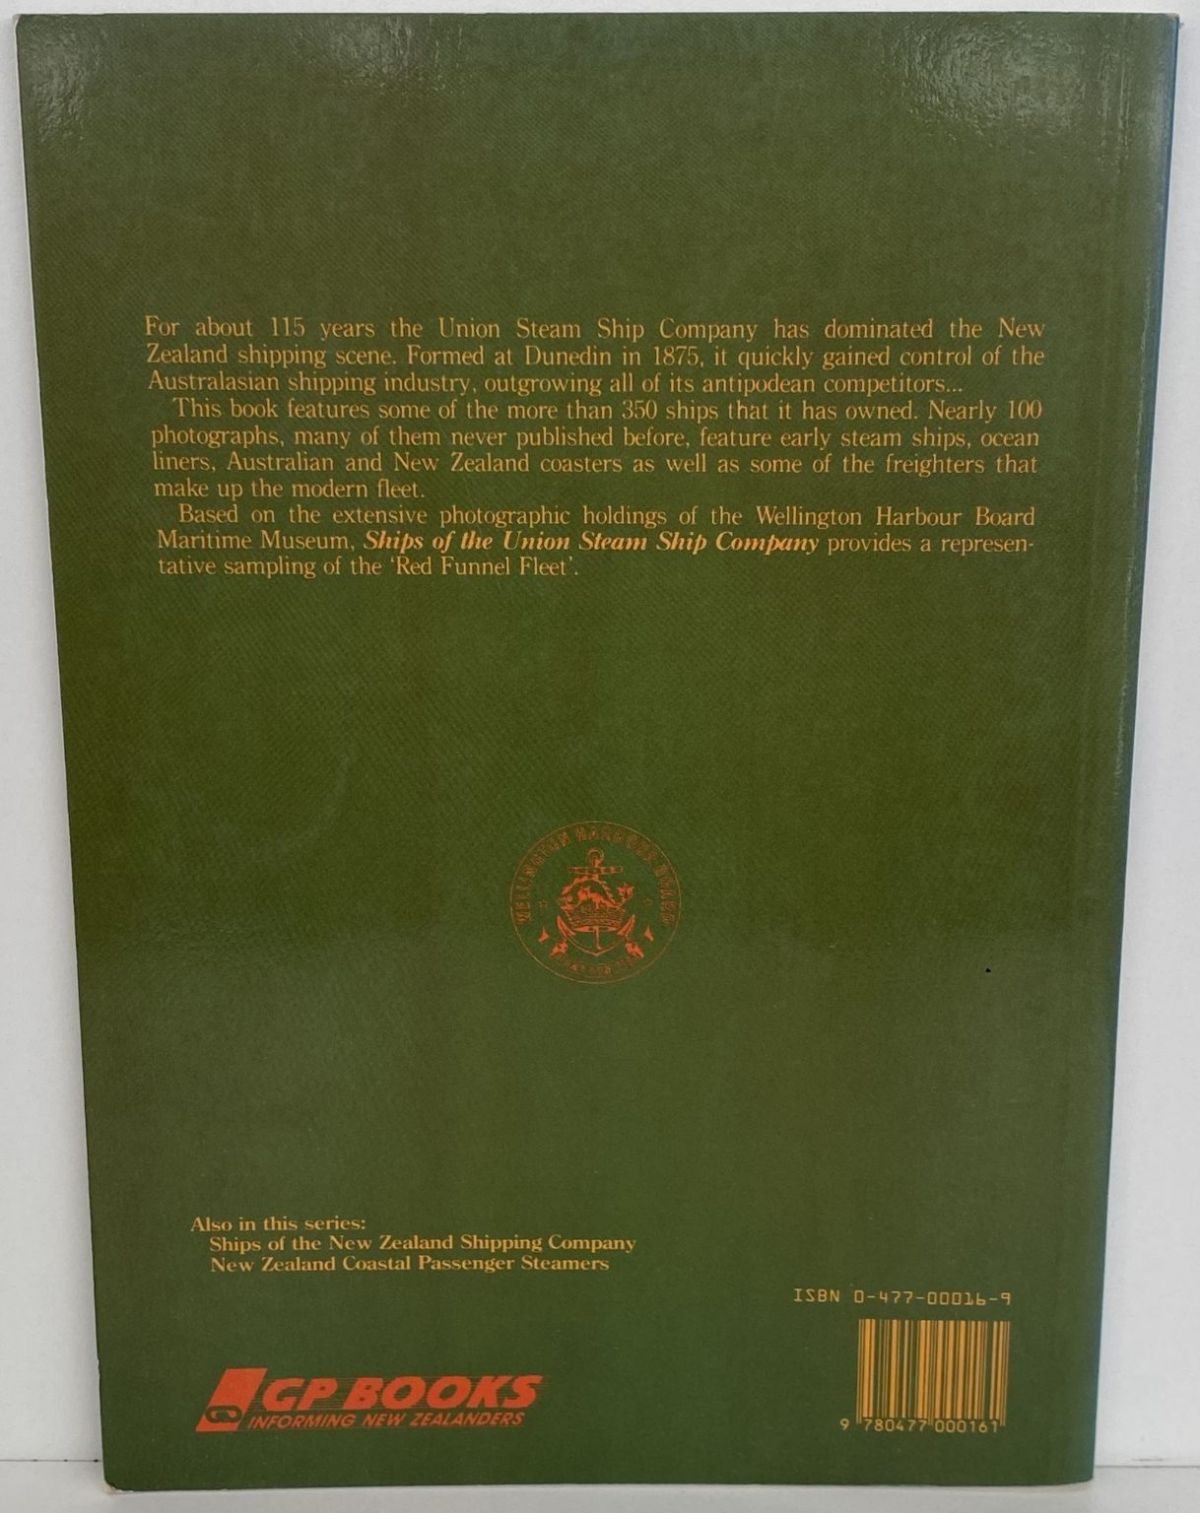 For about 115 years the Union Steam Ship Company has dominated the New
Zealand shipping scene. Formed at Dunedin in 1875, it quickly gained control of the
Australasian shipping industry, outgrowing all of its antipodean competitors...
This book features some of the more than 350 ships that it has owned. Nearly 100
photographs, many of them never published before, feature early steam ships, ocean
liners, Australian and New Zealand coasters as well as some of the freighters that
make up the modern fleet.
Based on the extensive photographic holdings of the Wellington Harbour Board
Maritime Museum, Ships of the Union Steam Ship Company provides a represen-
tative sampling of the ‘Red Funnel Fleet’.
WELLINGTON HARBOUR BOARD
Also in this series:
Ships of the New Zealand Shipping Company
New Zealand Coastal Passenger Steamers
ISBN 0-477-00016-9
9 780477 000161
GP BOOKS
INFORMING NEW ZEALANDERS